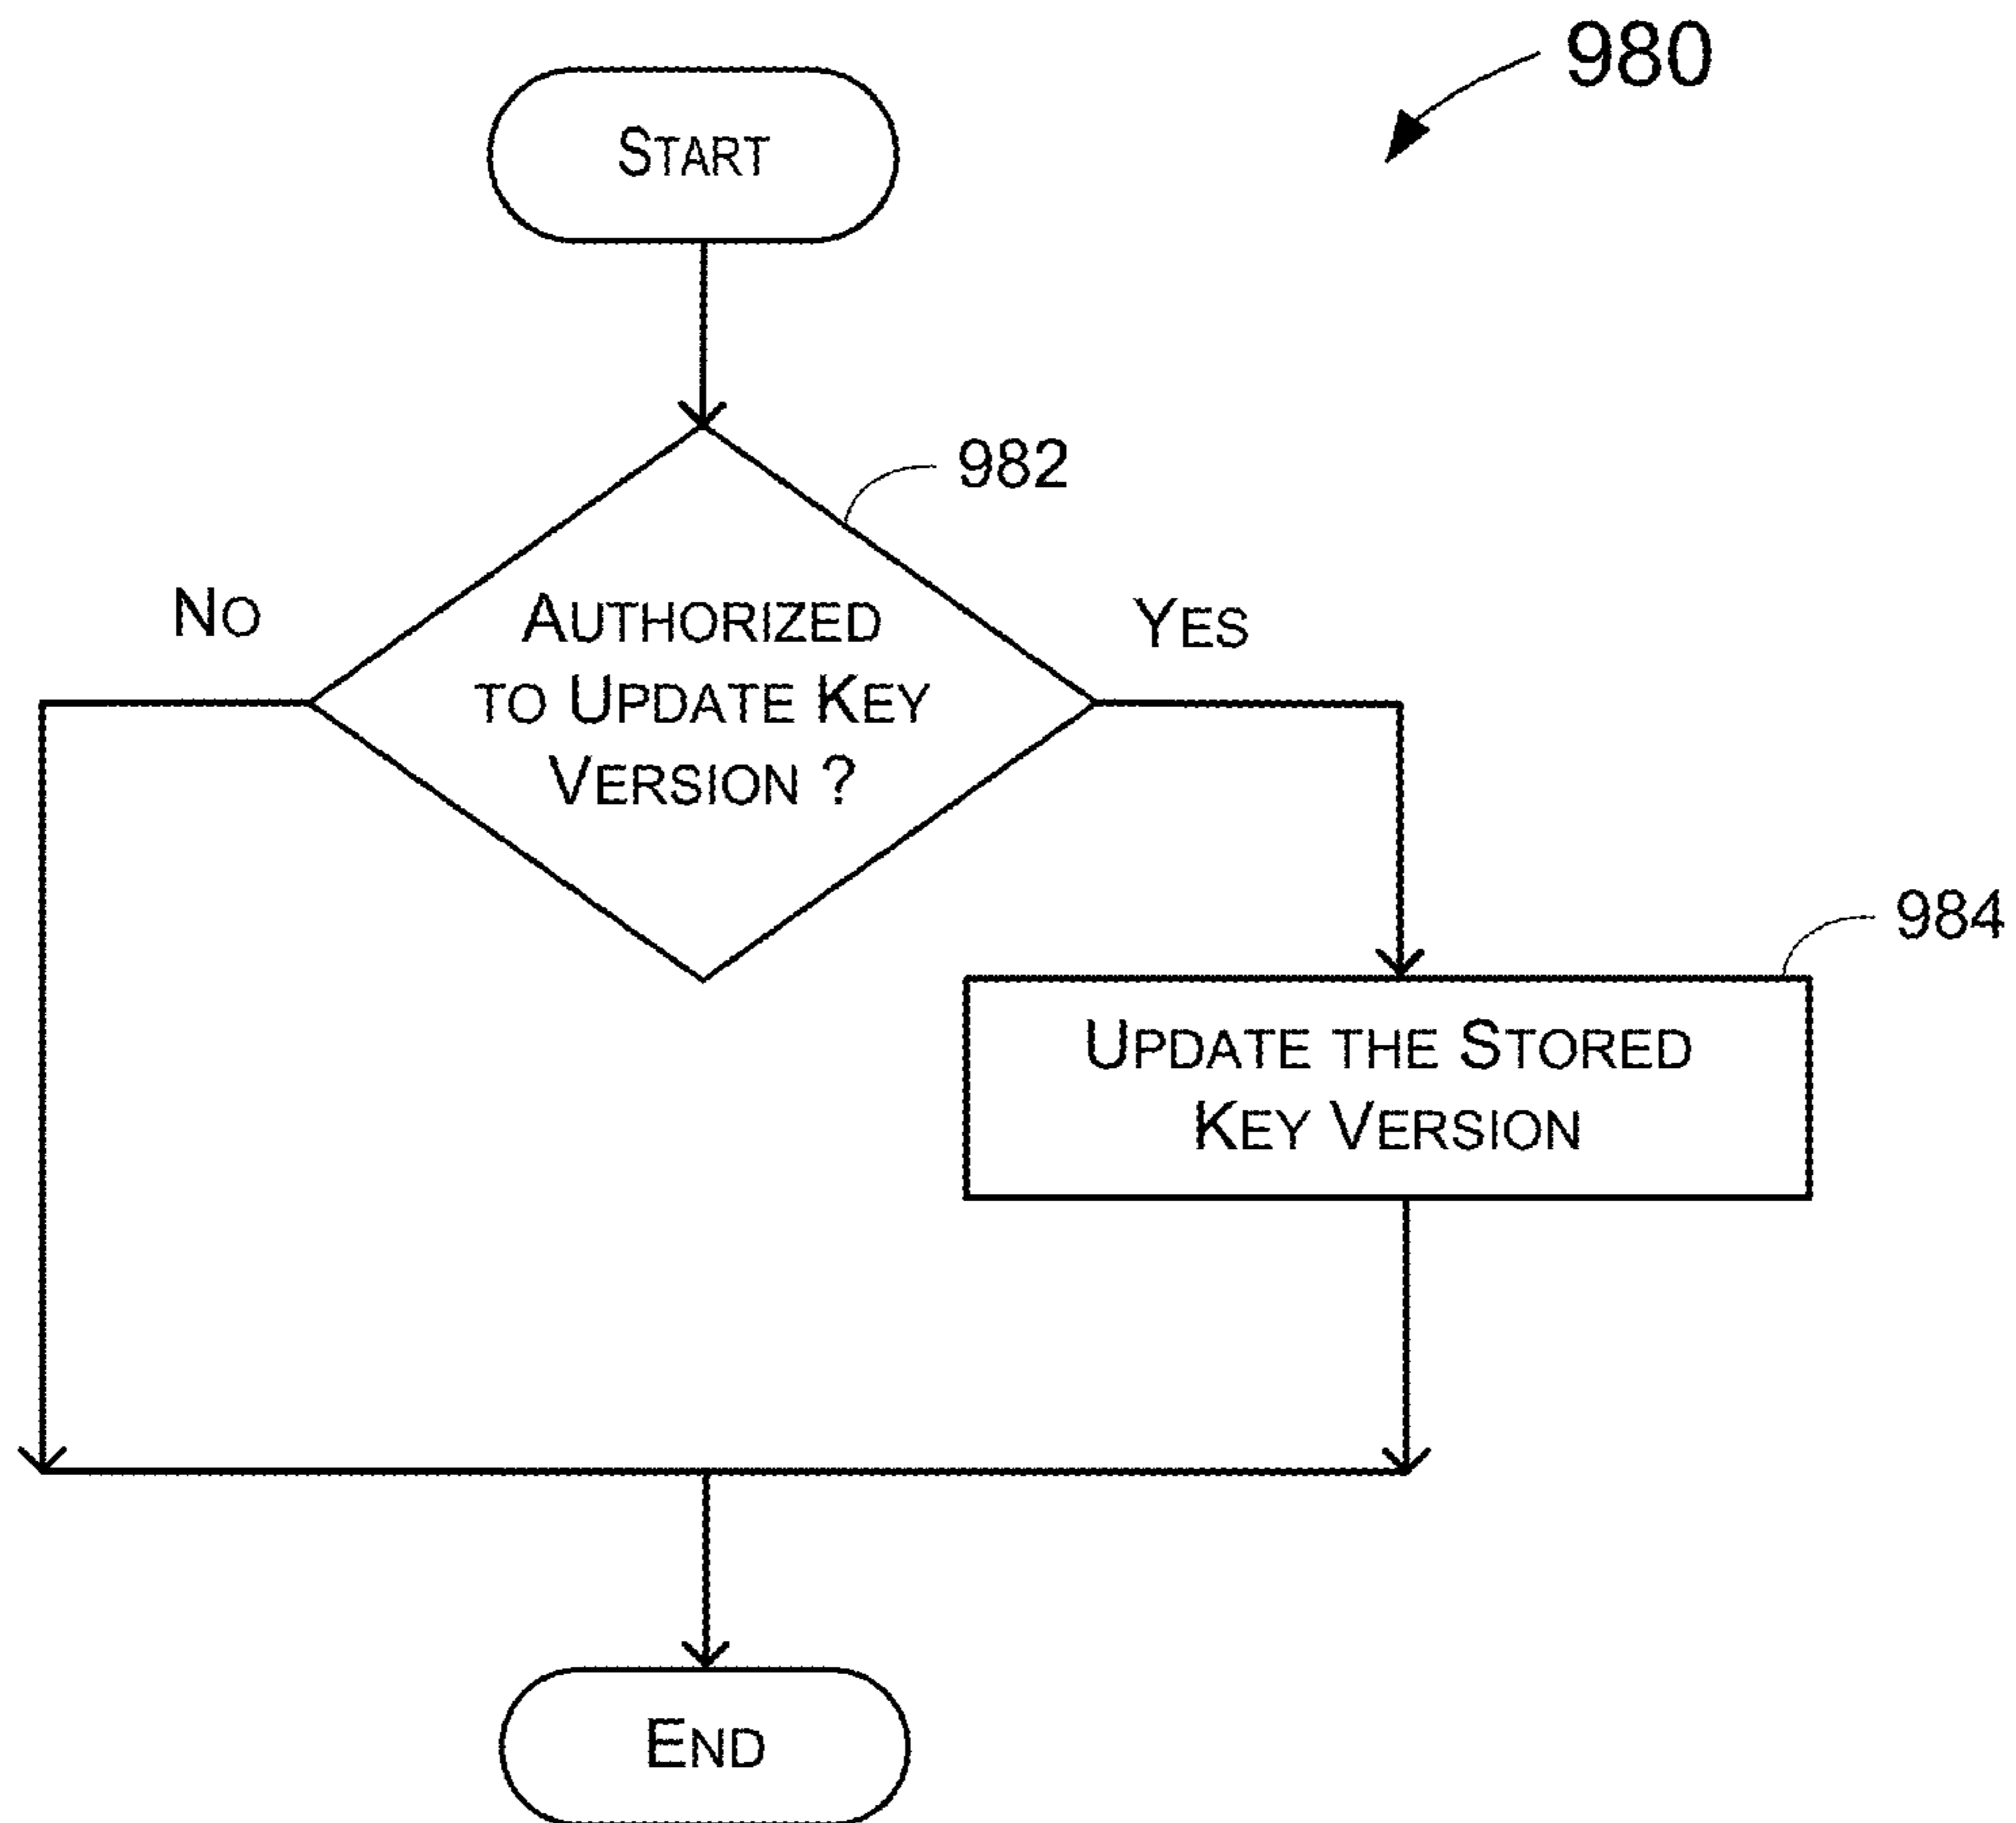 980
START
982
NO
YES
AUTHORIZED
TO UPDATE KEY
VERSION ?
984
UPDATE THE STORED
KEY VERSION
END